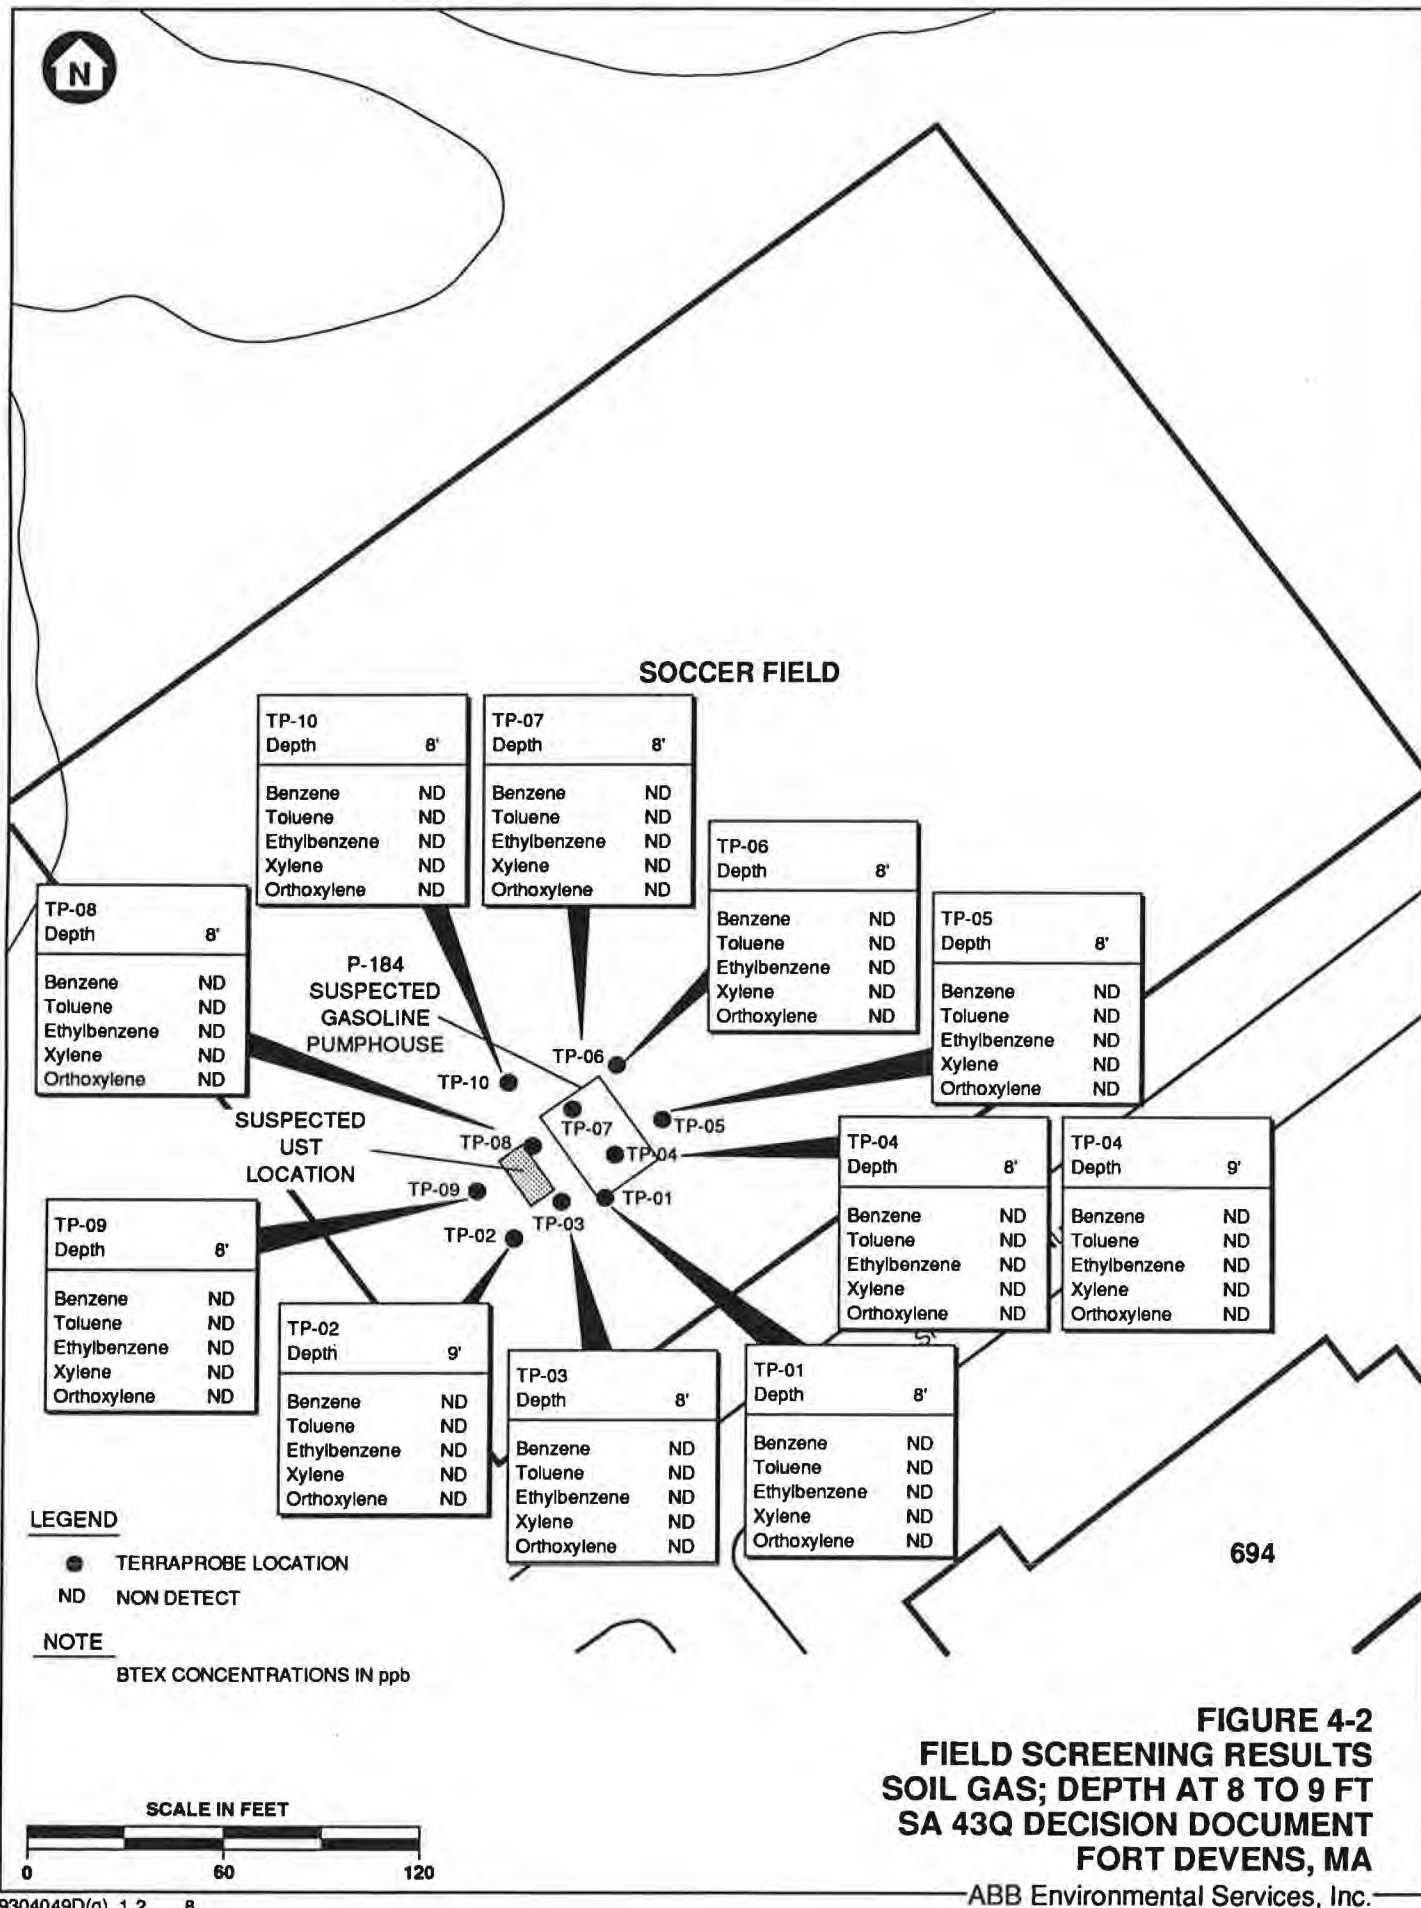 N
SOCCER FIELD
TP-10
Depth 8'
Benzene ND
Toluene ND
Ethylbenzene ND
Xylene ND
Orthoxylene ND
TP-07
Depth 8'
Benzene ND
Toluene ND
Ethylbenzene ND
Xylene ND
Orthoxylene ND
TP-06
Depth 8'
Benzene ND
Toluene ND
Ethylbenzene ND
Xylene ND
Orthoxylene ND
TP-08
Depth 8'
Benzene ND
Toluene ND
Ethylbenzene ND
Xylene ND
Orthoxylene ND
TP-05
Depth 8'
Benzene ND
Toluene ND
Ethylbenzene ND
Xylene ND
Orthoxylene ND
P-184
SUSPECTED
GASOLINE
PUMPHOUSE
TP-06
TP-10
TP-07
TP-05
TP-08
TP-04
TP-09
TP-01
TP-03
TP-02
SUSPECTED
UST
LOCATION
TP-04
Depth 8'
Benzene ND
Toluene ND
Ethylbenzene ND
Xylene ND
Orthoxylene ND
TP-04
Depth 9'
Benzene ND
Toluene ND
Ethylbenzene ND
Xylene ND
Orthoxylene ND
TP-09
Depth 8'
Benzene ND
Toluene ND
Ethylbenzene ND
Xylene ND
Orthoxylene ND
TP-02
Depth 9'
Benzene ND
Toluene ND
Ethylbenzene ND
Xylene ND
Orthoxylene ND
TP-03
Depth 8'
Benzene ND
Toluene ND
Ethylbenzene ND
Xylene ND
Orthoxylene ND
TP-01
Depth 8'
Benzene ND
Toluene ND
Ethylbenzene ND
Xylene ND
Orthoxylene ND
694
LEGEND
TERRAPROBE LOCATION
ND NON DETECT
NOTE
BTEX CONCENTRATIONS IN ppb
SCALE IN FEET
0 60 120
FIGURE 4-2
FIELD SCREENING RESULTS
SOIL GAS; DEPTH AT 8 TO 9 FT
SA 43Q DECISION DOCUMENT
FORT DEVENS, MA
ABB Environmental Services, Inc.